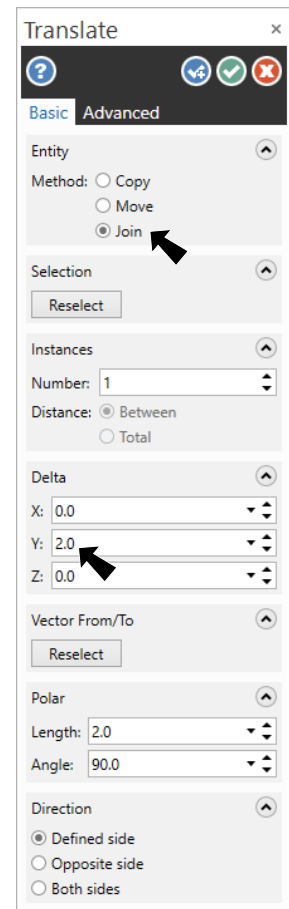 Translate
Basic Advanced
Entity
Method: Copy
Move
Join
Selection
Reselect
Instances
Number: 1
Distance: Between
Total
Delta
X: 0.0
Y: 2.0
Z: 0.0
Vector From/To
Reselect
Polar
Length: 2.0
Angle: 90.0
Direction
Defined side
Opposite side
Both sides